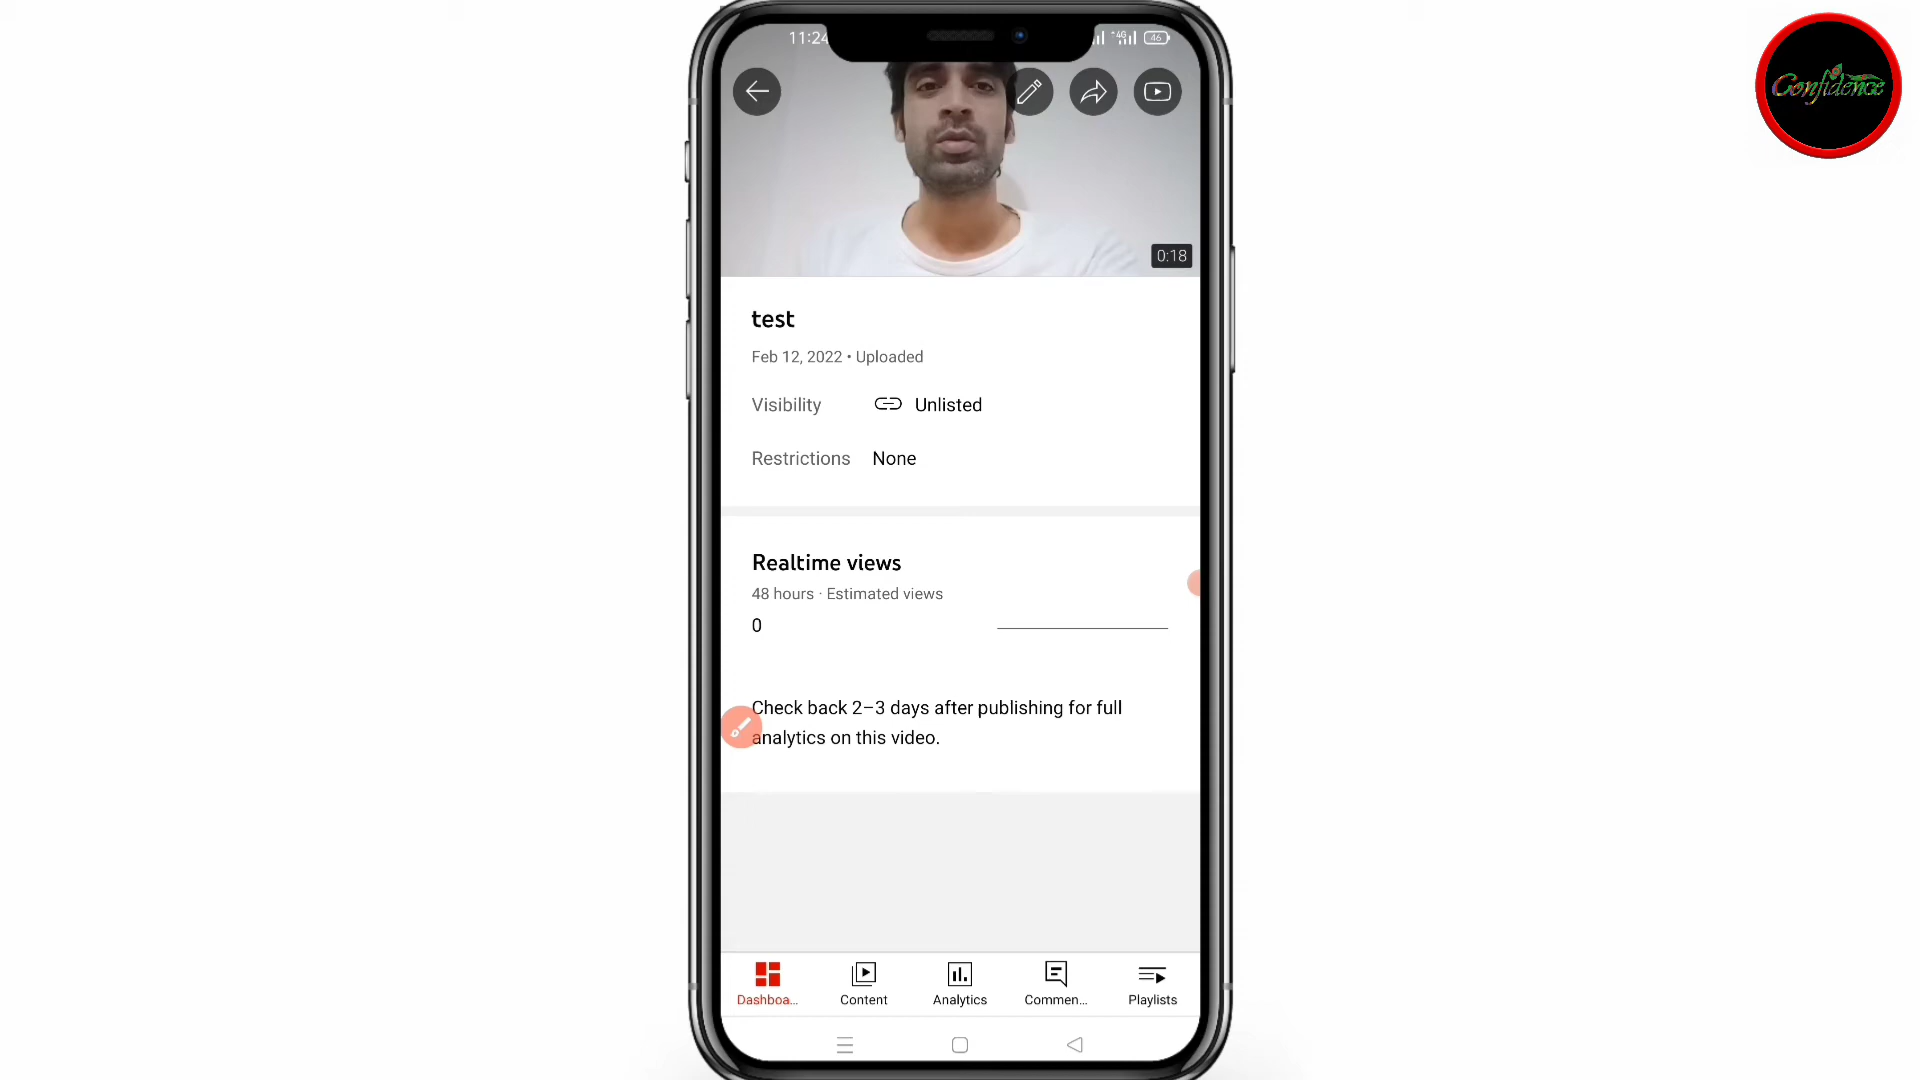 11:24
4G
46
Confidence
0:18
test
Feb 12, 2022 • Uploaded
Visibility
Unlisted
Restrictions
None
Realtime views
48 hours · Estimated views
0
Check back 2–3 days after publishing for full
analytics on this video.
Dashboa...
Content
Analytics
Commen...
Playlists